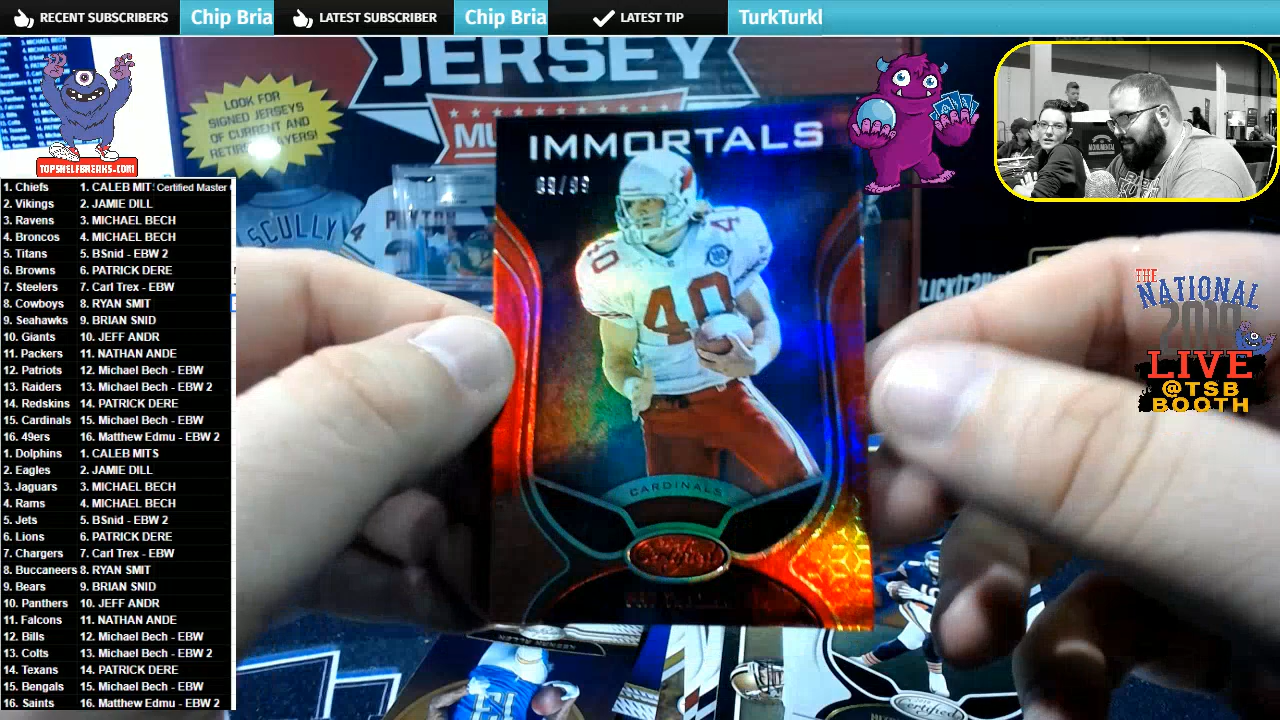 RECENT SUBSCRIBERS Chip Bria LATEST SUBSCRIBER Chip Bria LATEST TIP TurkTurkl
JERSEY
LOOK FOR
SIGNED JERSEYS
OF CURRENT AND
MU
IMMORTALS
99/99
SCULLY
PAYTON
TOPSHELFBREAKS.COM
40
40
40
CARDINALS
Certified
THE
NATIONAL
2019
LIVE
@TSB
BOOTH
1. Chiefs 1. CALEB MIT Certified Master
2. Vikings 2. JAMIE DILL
3. Ravens 3. MICHAEL BECH
4. Broncos 4. MICHAEL BECH
5. Titans 5. BSnid - EBW 2
6. Browns 6. PATRICK DERE
7. Steelers 7. Carl Trex - EBW
8. Cowboys 8. RYAN SMIT
9. Seahawks 9. BRIAN SNID
10. Giants 10. JEFF ANDR
11. Packers 11. NATHAN ANDE
12. Patriots 12. Michael Bech - EBW
13. Raiders 13. Michael Bech - EBW 2
14. Redskins 14. PATRICK DERE
15. Cardinals 15. Michael Bech - EBW
16. 49ers 16. Matthew Edmu - EBW 2
1. Dolphins 1. CALEB MITS
2. Eagles 2. JAMIE DILL
3. Jaguars 3. MICHAEL BECH
4. Rams 4. MICHAEL BECH
5. Jets 5. BSnid - EBW 2
6. Lions 6. PATRICK DERE
7. Chargers 7. Carl Trex - EBW
8. Buccaneers 8. RYAN SMIT
9. Bears 9. BRIAN SNID
10. Panthers 10. JEFF ANDR
11. Falcons 11. NATHAN ANDE
12. Bills 12. Michael Bech - EBW
13. Colts 13. Michael Bech - EBW 2
14. Texans 14. PATRICK DERE
15. Bengals 15. Michael Bech - EBW
16. Saints 16. Matthew Edmu - EBW 2
KEENAN ALLEN
Certified